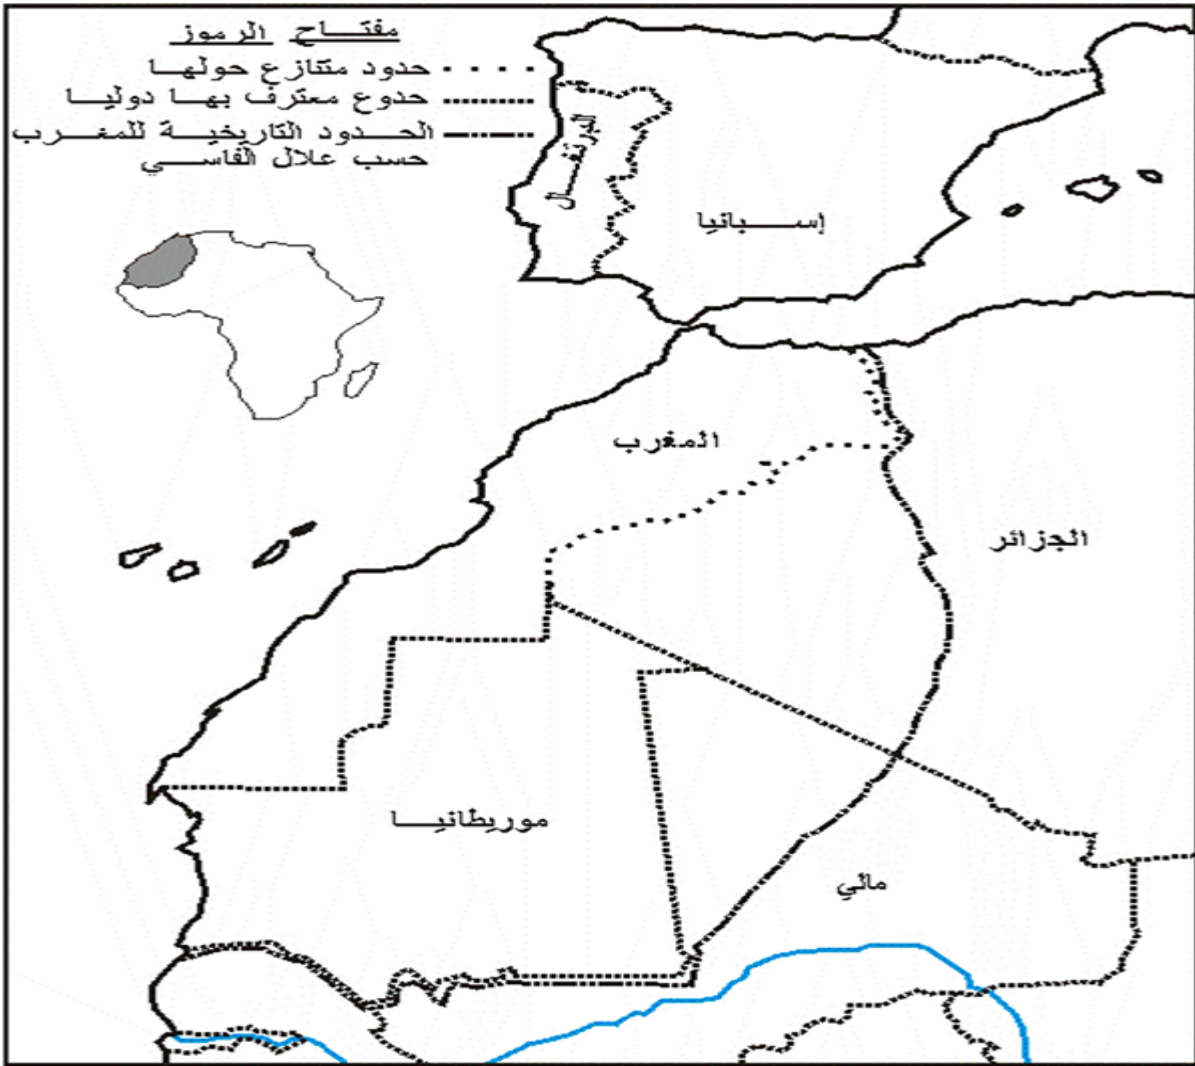 مفتاح الرموز
حدود متنازع حولها
حدوع معترف بها دوليا
الحدود التاريخية للمغرب
حسب علال الفاسي
البرتغال
إسبانيا
المغرب
الجزائر
موريطانيا
مالي